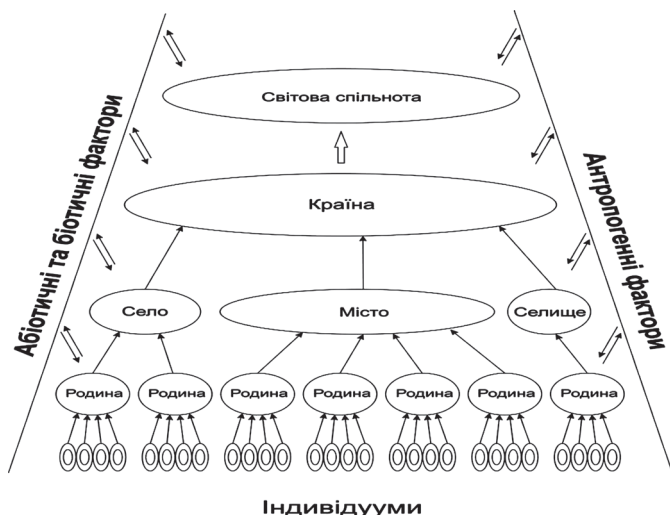 Світова спільнота
Країна
Абіотичні та біотичні фактори
Антропогенні фактори
Село
Місто
Селище
Родина
Родина
Родина
Родина
Родина
Родина
Родина
Індивідууми